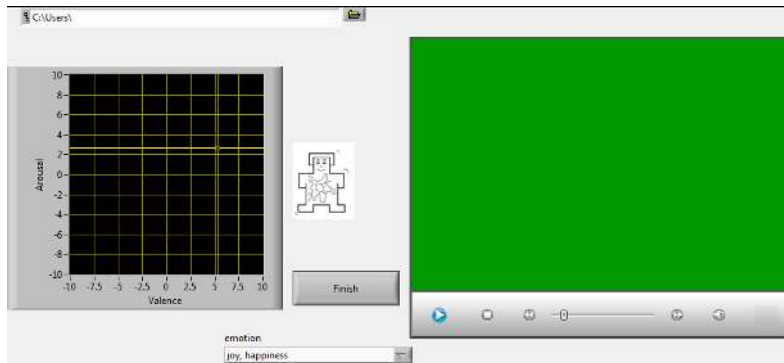 C:\Users\
10
8
6
4
2
0
-2
-4
-6
-8
-10
Arousal
-10 -7.5 -5 -2.5 0 2.5 5 7.5 10
Valence
Finish
emotion
joy, happiness